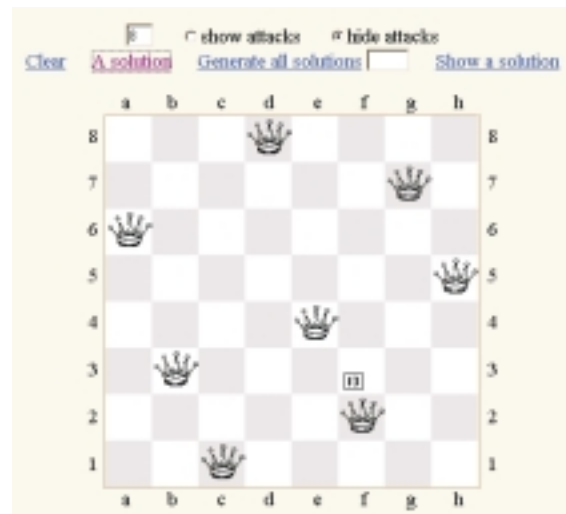 8 show attacks hide attacks
Clear A solution Generate all solutions Show a solution
a b c d e f g h
8 8
7 7
6 6
5 5
4 4
3 f3 3
2 2
1 1
a b c d e f g h